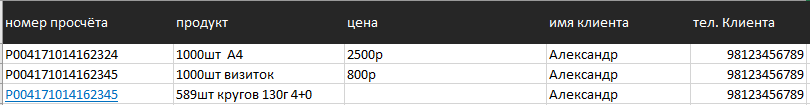 номер просчёта продукт цена имя клиента тел. Клиента
P004171014162324 1000шт А4 2500р Александр 98123456789
P004171014162345 1000шт визиток 800р Александр 98123456789
P004171014162345 589шт кругов 130г 4+0 Александр 98123456789